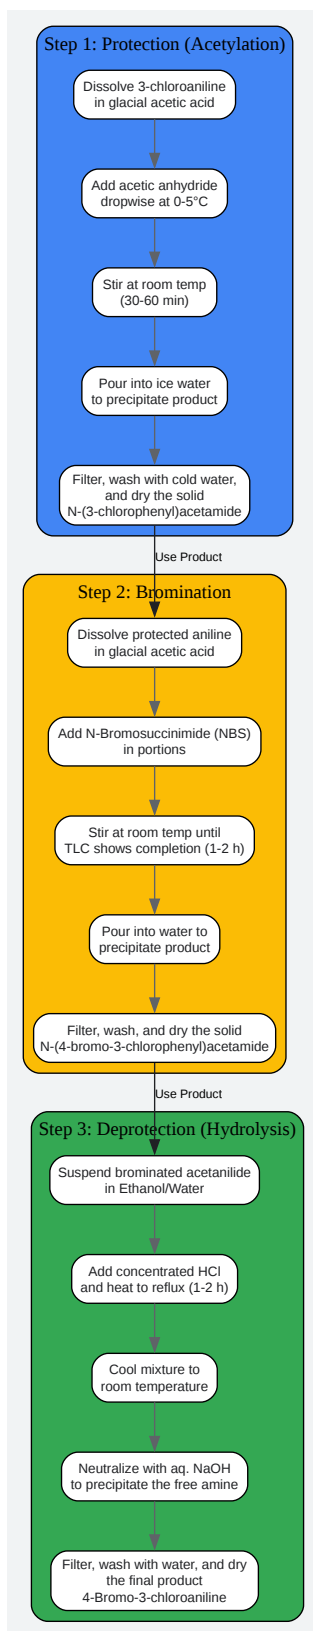 Step 1: Protection (Acetylation)
Dissolve 3-chloroaniline
in glacial acetic acid
Add acetic anhydride
dropwise at 0-5°C
Stir at room temp
(30-60 min)
Pour into ice water
to precipitate product
Filter, wash with cold water,
and dry the solid
N-(3-chlorophenyl)acetamide
Use Product
Step 2: Bromination
Dissolve protected aniline
in glacial acetic acid
Add N-Bromosuccinimide (NBS)
in portions
Stir at room temp until
TLC shows completion (1-2 h)
Pour into water to
precipitate product
Filter, wash, and dry the solid
N-(4-bromo-3-chlorophenyl)acetamide
Use Product
Step 3: Deprotection (Hydrolysis)
Suspend brominated acetanilide
in Ethanol/Water
Add concentrated HCl
and heat to reflux (1-2 h)
Cool mixture to
room temperature
Neutralize with aq. NaOH
to precipitate the free amine
Filter, wash with water, and dry
the final product
4-Bromo-3-chloroaniline